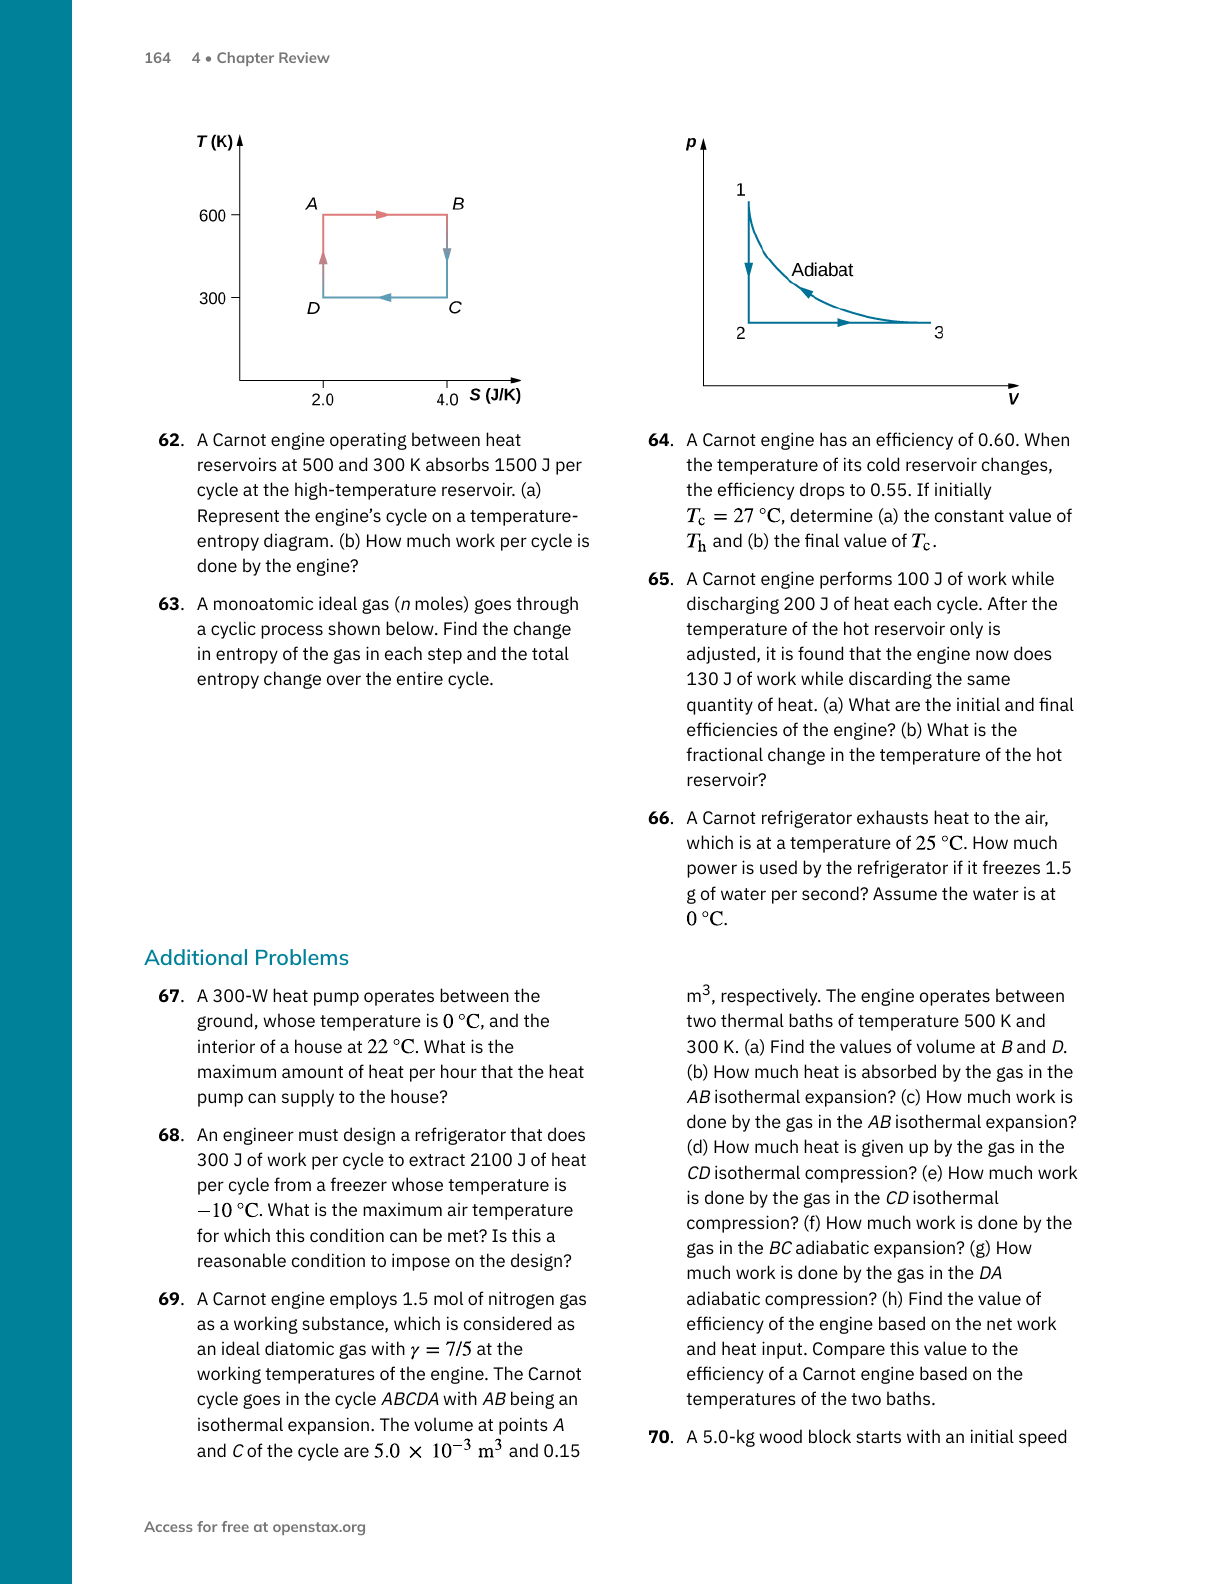 164 4 • Chapter Review
T (K)
600
300
A
B
D
C
2.0
4.0
S (J/K)
62. A Carnot engine operating between heat
reservoirs at 500 and 300 K absorbs 1500 J per
cycle at the high-temperature reservoir. (a)
Represent the engine’s cycle on a temperature-
entropy diagram. (b) How much work per cycle is
done by the engine?
63. A monoatomic ideal gas (n moles) goes through
a cyclic process shown below. Find the change
in entropy of the gas in each step and the total
entropy change over the entire cycle.
p
1
Adiabat
2
3
V
64. A Carnot engine has an efficiency of 0.60. When
the temperature of its cold reservoir changes,
the efficiency drops to 0.55. If initially
Tc = 27 °C, determine (a) the constant value of
Th and (b) the final value of Tc.
65. A Carnot engine performs 100 J of work while
discharging 200 J of heat each cycle. After the
temperature of the hot reservoir only is
adjusted, it is found that the engine now does
130 J of work while discarding the same
quantity of heat. (a) What are the initial and final
efficiencies of the engine? (b) What is the
fractional change in the temperature of the hot
reservoir?
66. A Carnot refrigerator exhausts heat to the air,
which is at a temperature of 25 °C. How much
power is used by the refrigerator if it freezes 1.5
g of water per second? Assume the water is at
0 °C.
Additional Problems
67. A 300-W heat pump operates between the
ground, whose temperature is 0 °C, and the
interior of a house at 22 °C. What is the
maximum amount of heat per hour that the heat
pump can supply to the house?
68. An engineer must design a refrigerator that does
300 J of work per cycle to extract 2100 J of heat
per cycle from a freezer whose temperature is
−10 °C. What is the maximum air temperature
for which this condition can be met? Is this a
reasonable condition to impose on the design?
69. A Carnot engine employs 1.5 mol of nitrogen gas
as a working substance, which is considered as
an ideal diatomic gas with γ = 7/5 at the
working temperatures of the engine. The Carnot
cycle goes in the cycle ABCDA with AB being an
isothermal expansion. The volume at points A
and C of the cycle are 5.0 × 10⁻³ m³ and 0.15
m³, respectively. The engine operates between
two thermal baths of temperature 500 K and
300 K. (a) Find the values of volume at B and D.
(b) How much heat is absorbed by the gas in the
AB isothermal expansion? (c) How much work is
done by the gas in the AB isothermal expansion?
(d) How much heat is given up by the gas in the
CD isothermal compression? (e) How much work
is done by the gas in the CD isothermal
compression? (f) How much work is done by the
gas in the BC adiabatic expansion? (g) How
much work is done by the gas in the DA
adiabatic compression? (h) Find the value of
efficiency of the engine based on the net work
and heat input. Compare this value to the
efficiency of a Carnot engine based on the
temperatures of the two baths.
70. A 5.0-kg wood block starts with an initial speed
Access for free at openstax.org